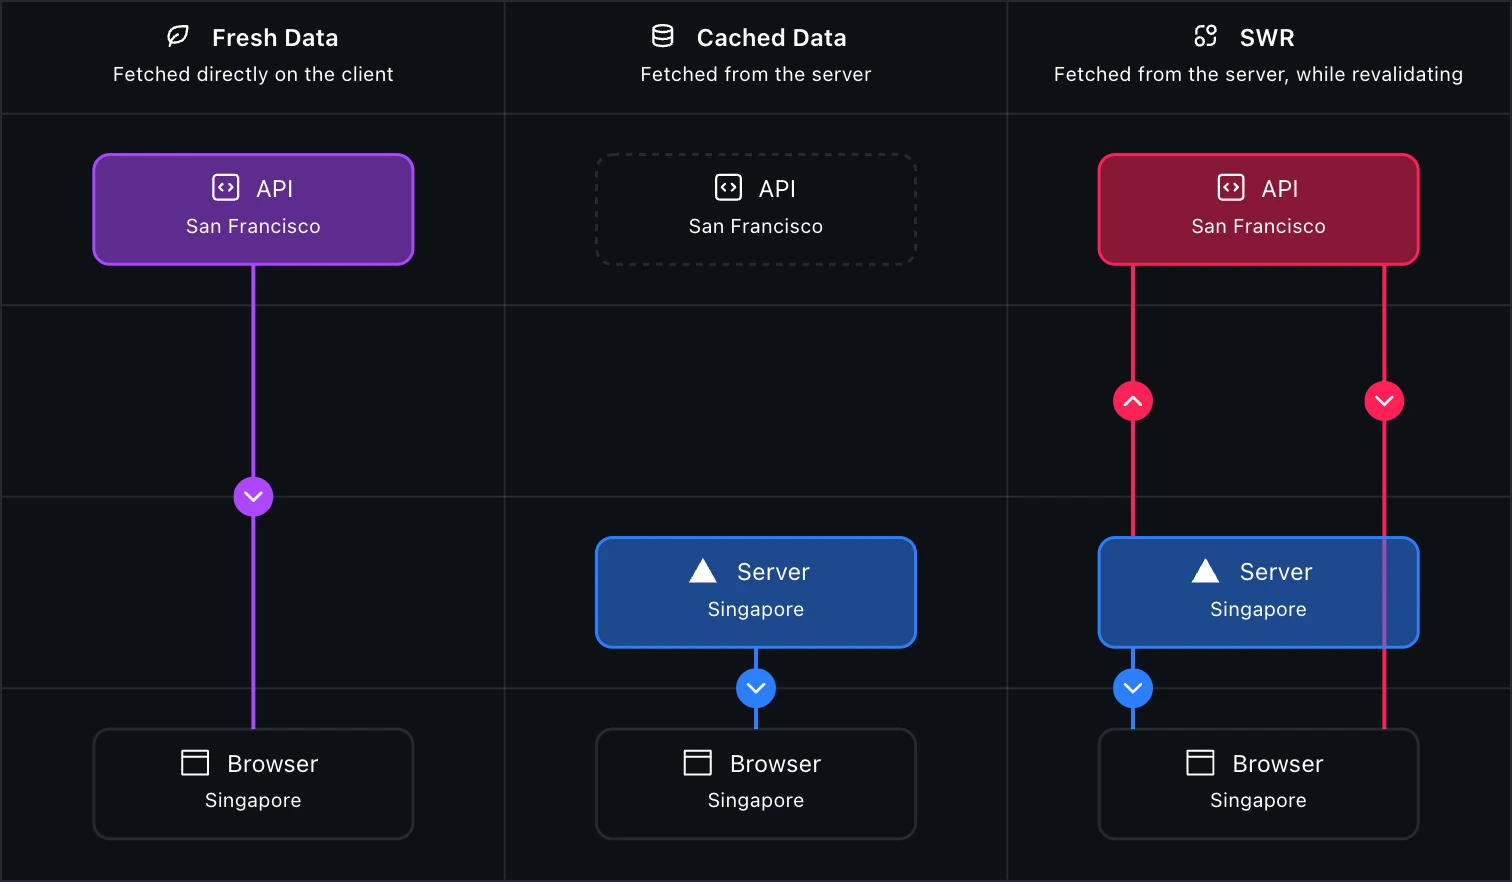 Fresh Data
Fetched directly on the client
Cached Data
Fetched from the server
SWR
Fetched from the server, while revalidating
API
San Francisco
API
San Francisco
API
San Francisco
Server
Singapore
Server
Singapore
Browser
Singapore
Browser
Singapore
Browser
Singapore